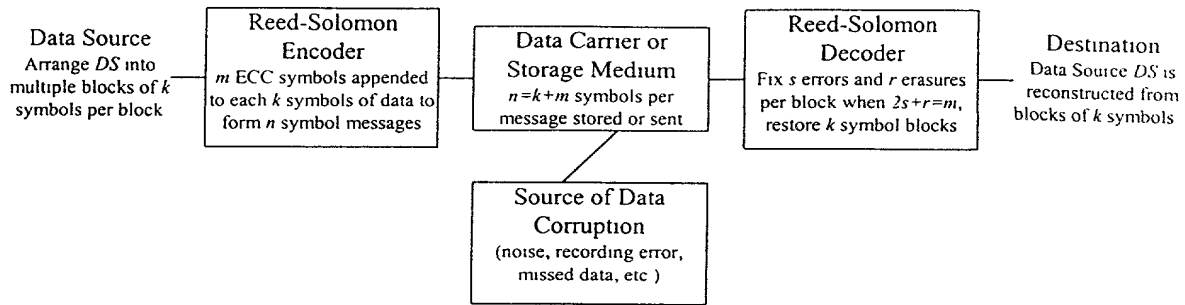 Data Source
Arrange DS into
multiple blocks of k
symbols per block
Reed-Solomon
Encoder
m ECC symbols appended
to each k symbols of data to
form n symbol messages
Data Carrier or
Storage Medium
n=k+m symbols per
message stored or sent
Reed-Solomon
Decoder
Fix s errors and r erasures
per block when 2s+r=m,
restore k symbol blocks
Destination
Data Source DS is
reconstructed from
blocks of k symbols
Source of Data
Corruption
(noise, recording error,
missed data, etc )